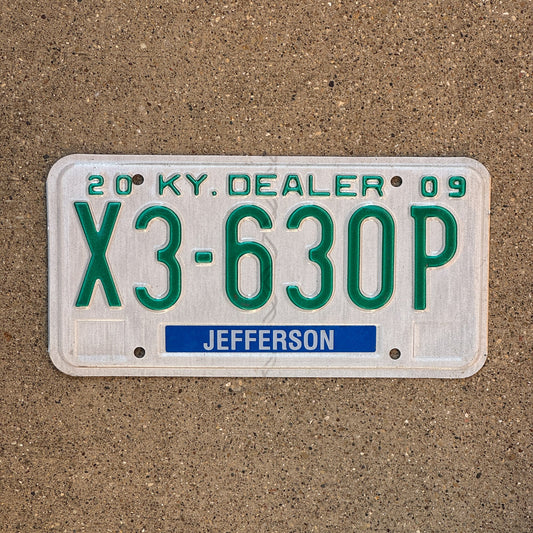 20 KY. DEALER 09
X3-630P
JEFFERSON